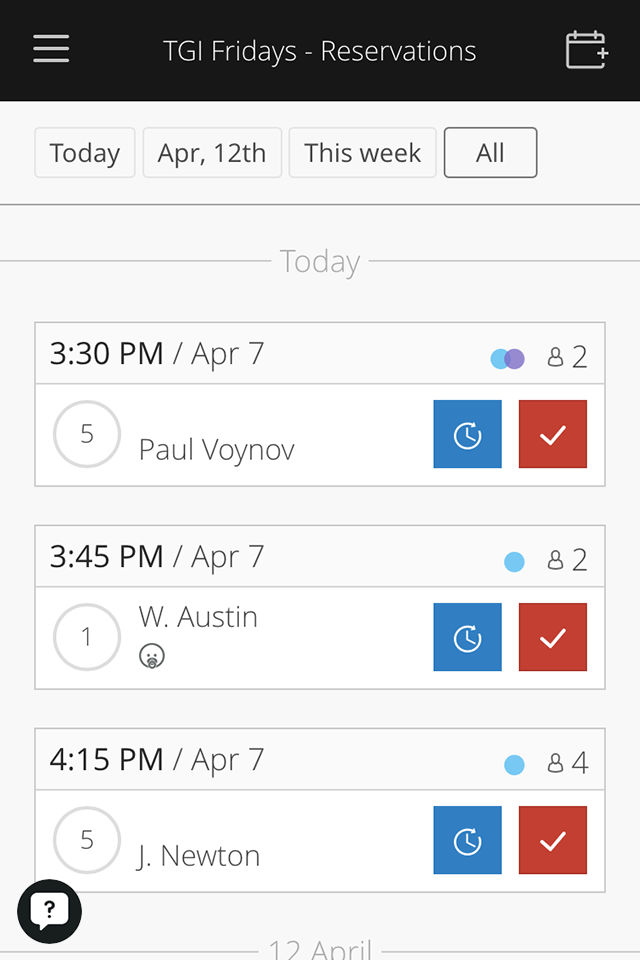 TGI Fridays - Reservations
Today Apr, 12th This week All
Today
3:30 PM / Apr 7 2
5 Paul Voynov
3:45 PM / Apr 7 2
1 W. Austin
4:15 PM / Apr 7 4
5 J. Newton
?
12 April